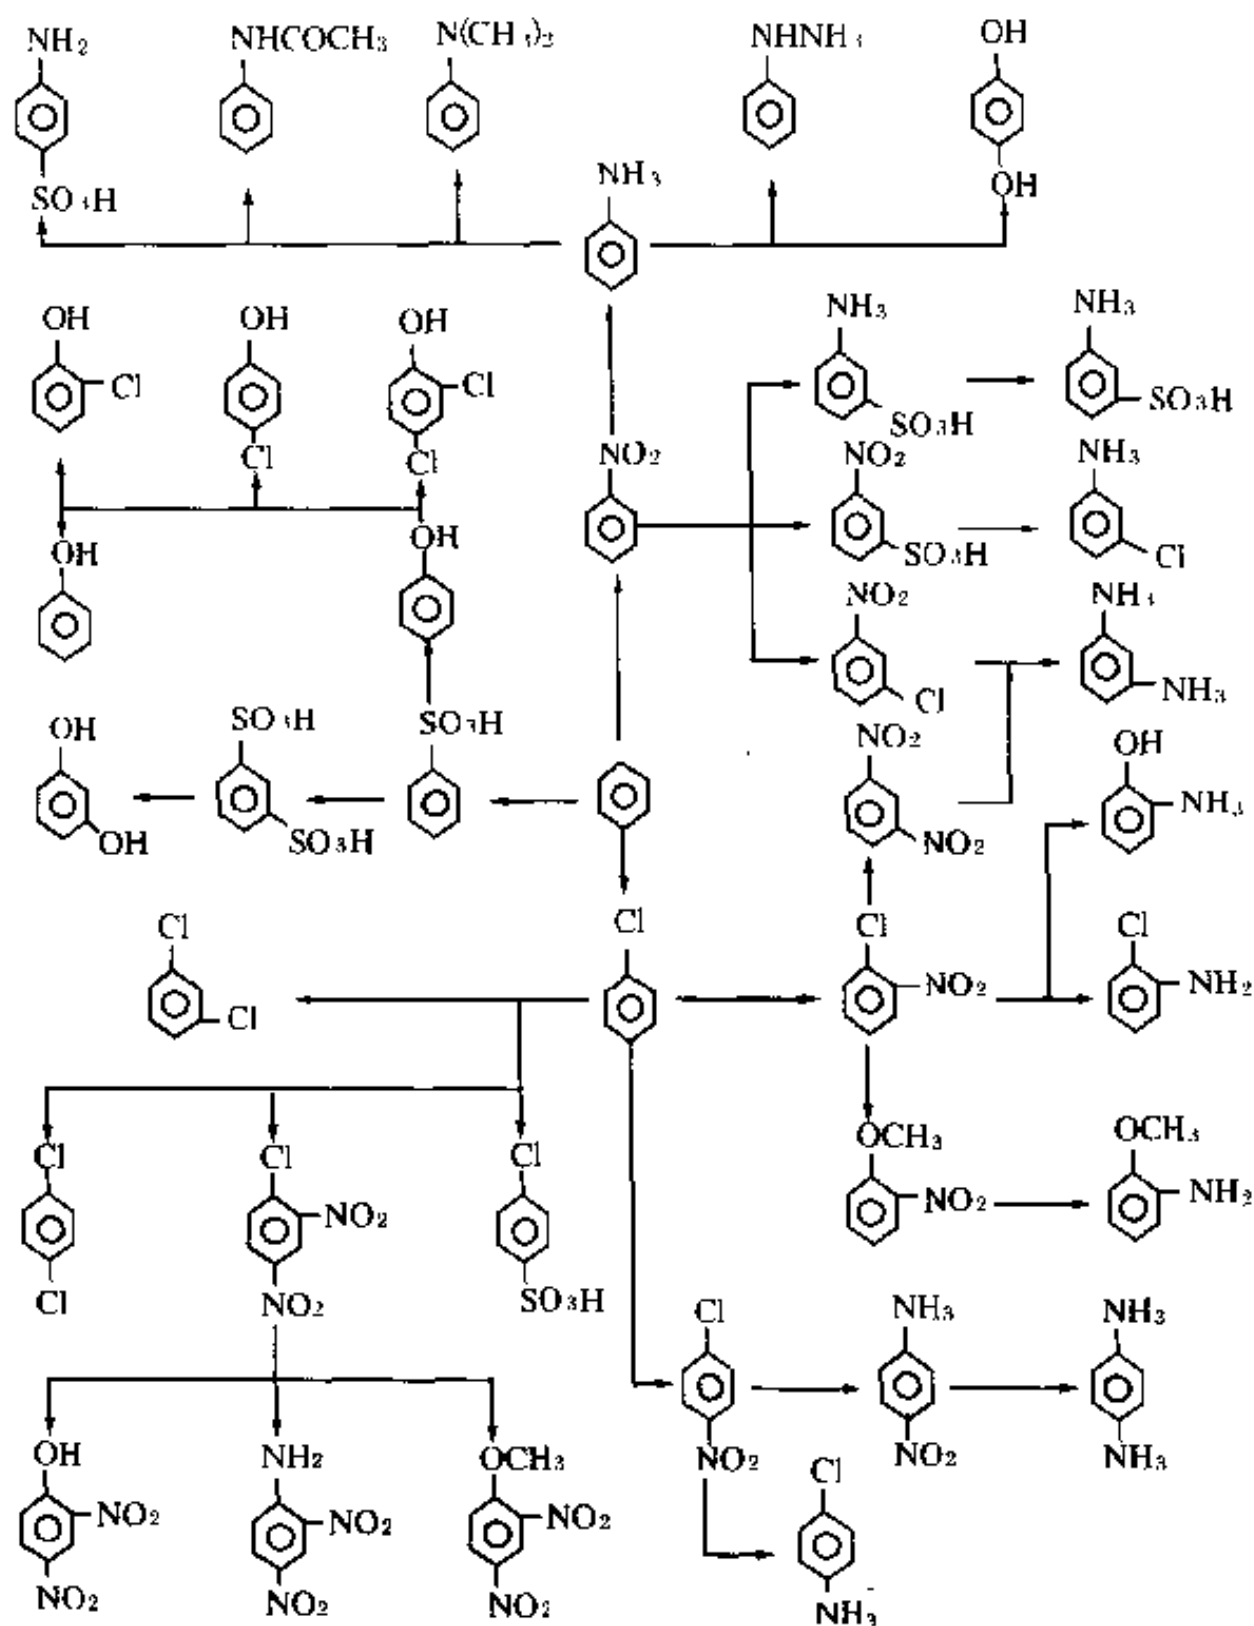 NH2 NHCOCH3 N(CH3)2 NHNH3 OH
SO3H NH3 OH
OH OH OH NH3 NH3
Cl Cl SO3H SO3H
Cl Cl NO2 NO2 NH3
OH OH SO3H Cl
NO2 NH3
Cl NH3
OH SO3H SO3H NO2 OH
OH SO3H NO2 NH3
Cl Cl Cl Cl
Cl NO2 NH2
OCH3 OCH3
Cl Cl Cl NO2 NH2
NO2
Cl NO2 SO3H Cl NH3 NH3
OH NH2 OCH3 NO2 NO2 NH3
Cl
NO2 NO2 NO2
NO2 NO2 NO2 NH3